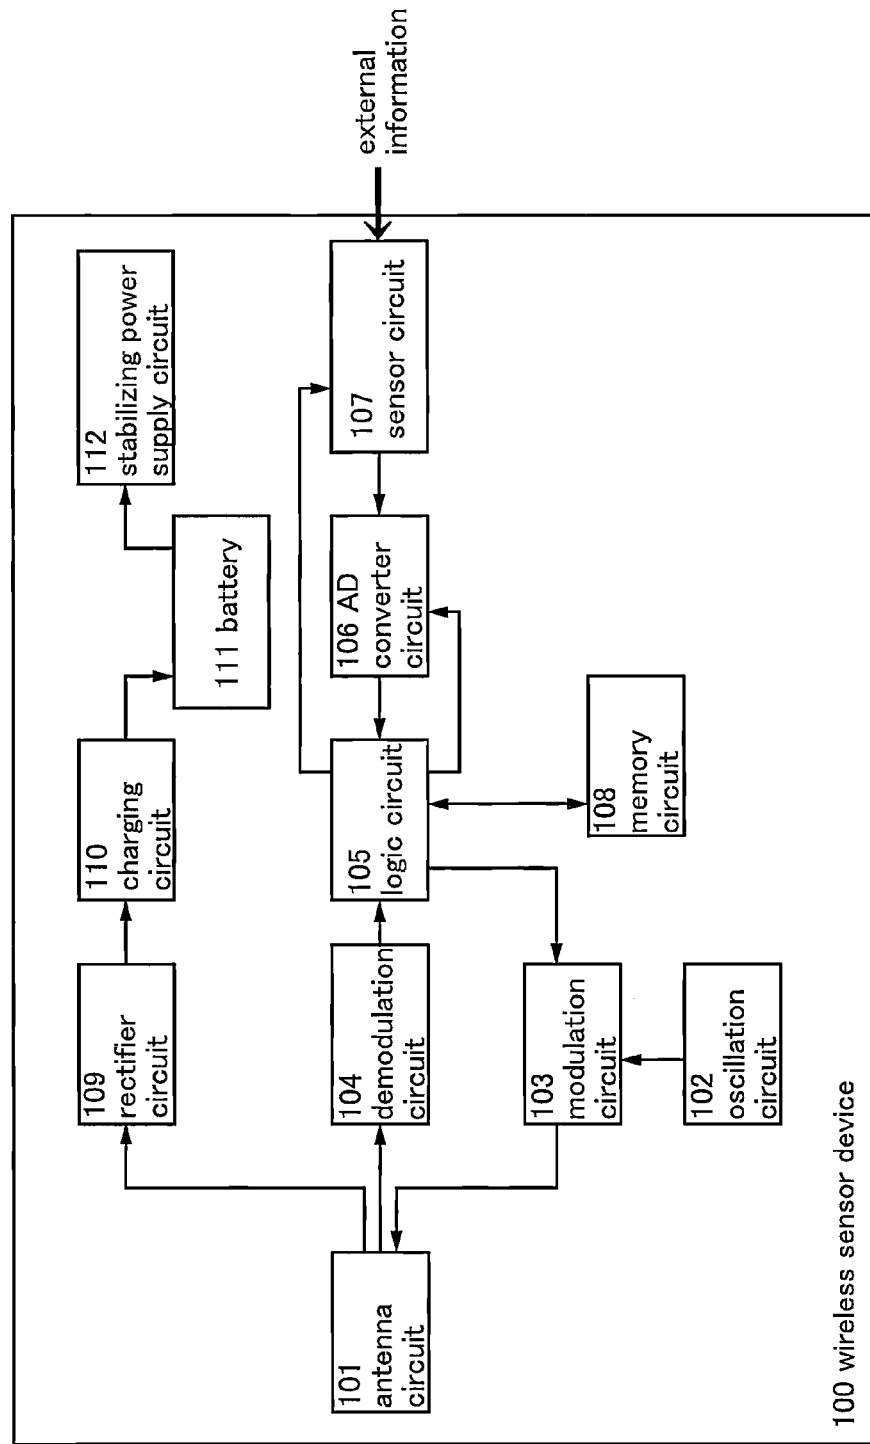 101
antenna
circuit
109
rectifier
circuit
110
charging
circuit
111 battery
112
stabilizing power
supply circuit
104
demodulation
circuit
105
logic circuit
106 AD
converter
circuit
107
sensor circuit
external
information
103
modulation
circuit
102
oscillation
circuit
108
memory
circuit
100 wireless sensor device